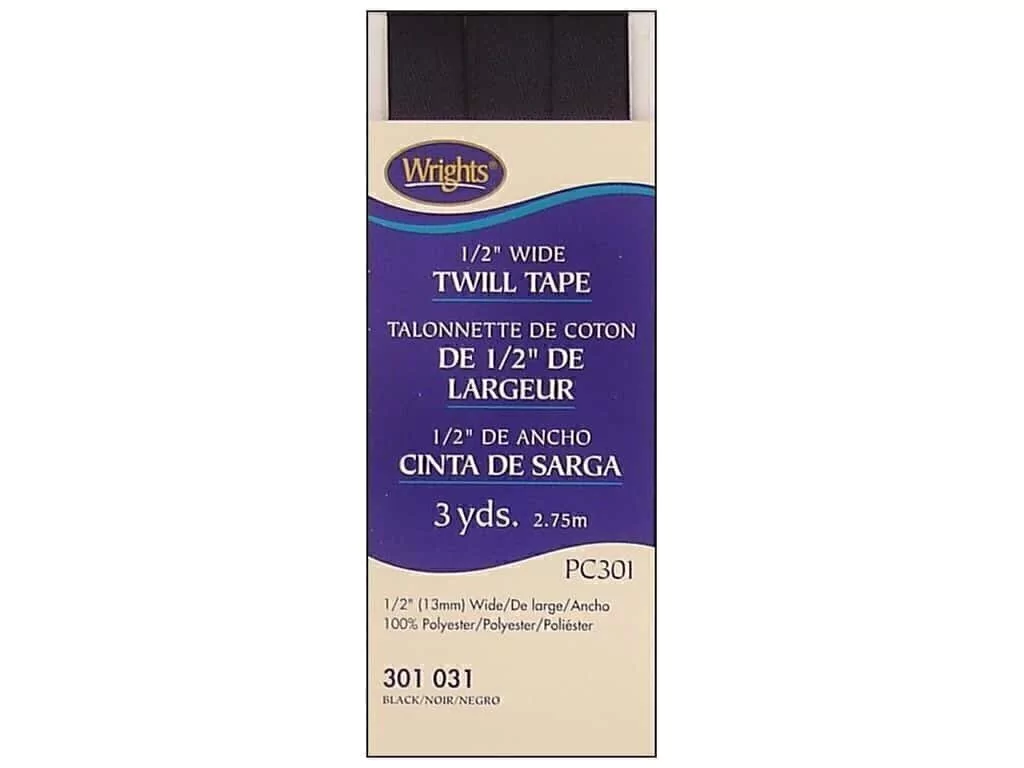 Wrights®
1/2" WIDE
TWILL TAPE
TALONNETTE DE COTON
DE 1/2" DE
LARGEUR
1/2" DE ANCHO
CINTA DE SARGA
3 yds. 2.75m
PC301
1/2" (13mm) Wide/De large/Ancho
100% Polyester/Polyester/Poliéster
301 031
BLACK/NOIR/NEGRO